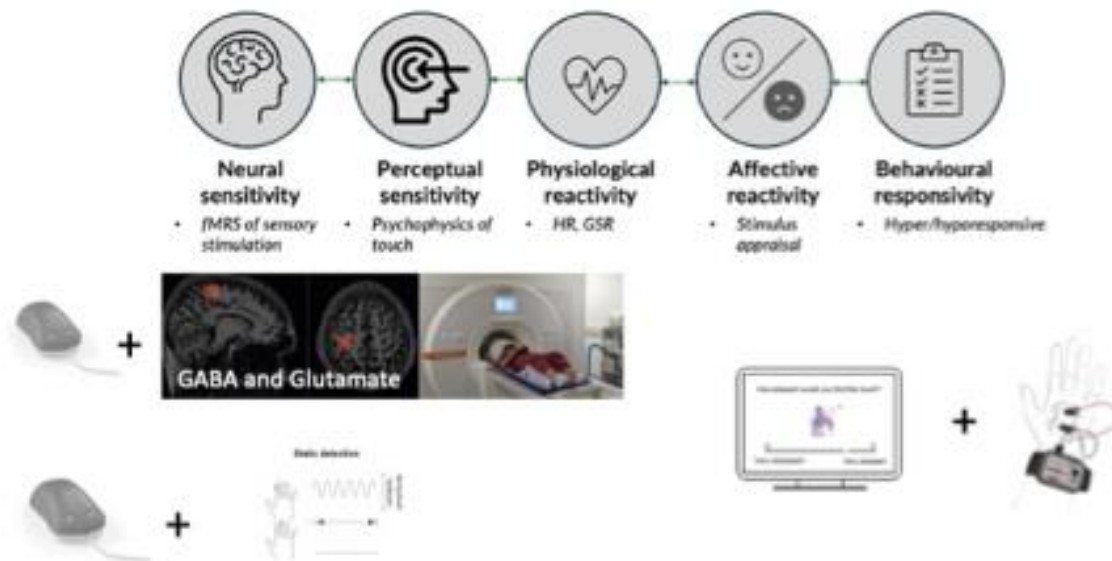 Neural
sensitivity
• fMRS of sensory
stimulation
Perceptual
sensitivity
• Psychophysics of
touch
Physiological
reactivity
• HR, GSR
Affective
reactivity
• Stimulus
appraisal
Behavioural
responsivity
• Hyper/hyporesponsive
+
GABA and Glutamate
+
+
Static detection